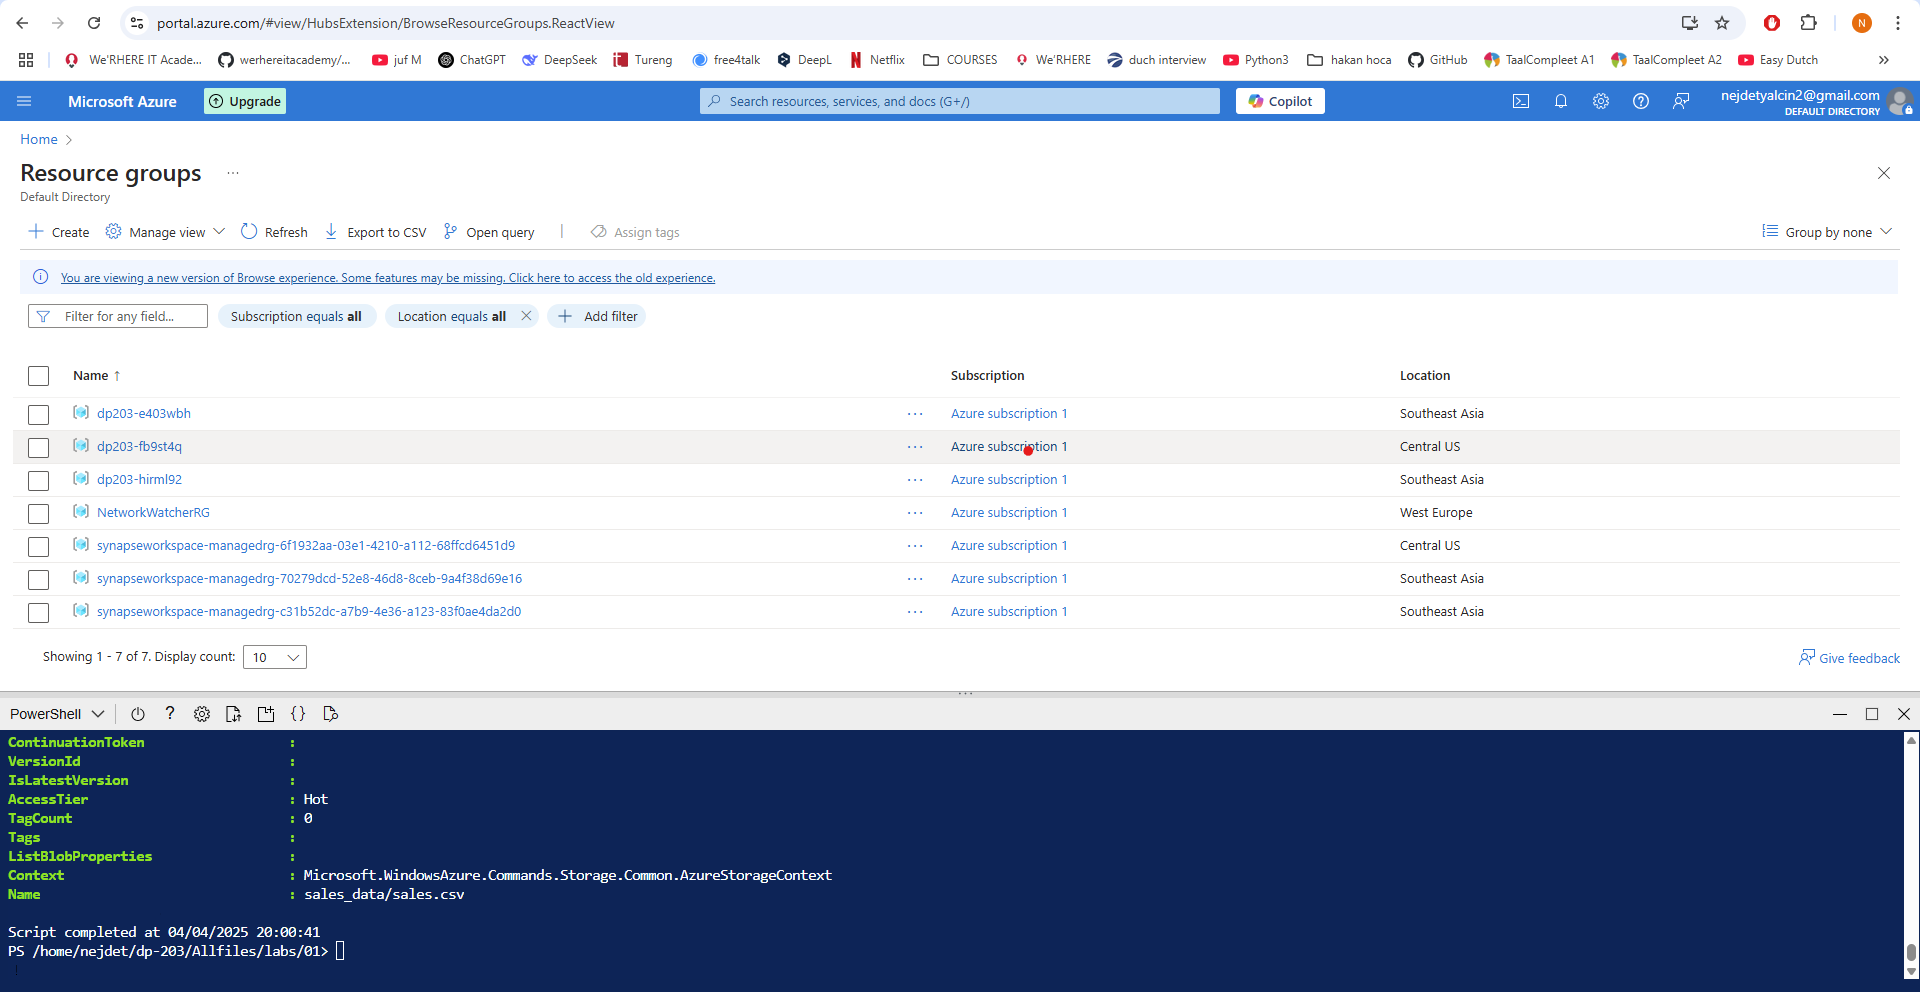 portal.azure.com/#view/HubsExtension/BrowseResourceGroups.ReactView
N
We'RHERE IT Acade... werhereitacademy/... juf M ChatGPT DeepSeek Tureng free4talk DeepL Netflix COURSES We'RHERE duch interview Python3 hakan hoca GitHub TaalCompleet A1 TaalCompleet A2 Easy Dutch »
Microsoft Azure Upgrade Search resources, services, and docs (G+/) Copilot nejdetyalcin2@gmail.com
DEFAULT DIRECTORY
Home >
Resource groups ...
Default Directory
Create Manage view Refresh Export to CSV Open query Assign tags Group by none
You are viewing a new version of Browse experience. Some features may be missing. Click here to access the old experience.
Filter for any field... Subscription equals all Location equals all Add filter
Name ↑ Subscription Location
dp203-e403wbh ... Azure subscription 1 Southeast Asia
dp203-fb9st4q ... Azure subscription 1 Central US
dp203-hirml92 ... Azure subscription 1 Southeast Asia
NetworkWatcherRG ... Azure subscription 1 West Europe
synapseworkspace-managedrg-6f1932aa-03e1-4210-a112-68ffcd6451d9 ... Azure subscription 1 Central US
synapseworkspace-managedrg-70279dcd-52e8-46d8-8ceb-9a4f38d69e16 ... Azure subscription 1 Southeast Asia
synapseworkspace-managedrg-c31b52dc-a7b9-4e36-a123-83f0ae4da2d0 ... Azure subscription 1 Southeast Asia
Showing 1 - 7 of 7. Display count: 10 Give feedback
PowerShell ? {}
ContinuationToken :
VersionId :
IsLatestVersion :
AccessTier : Hot
TagCount : 0
Tags :
ListBlobProperties :
Context : Microsoft.WindowsAzure.Commands.Storage.Common.AzureStorageContext
Name : sales_data/sales.csv
Script completed at 04/04/2025 20:00:41
PS /home/nejdet/dp-203/Allfiles/labs/01>